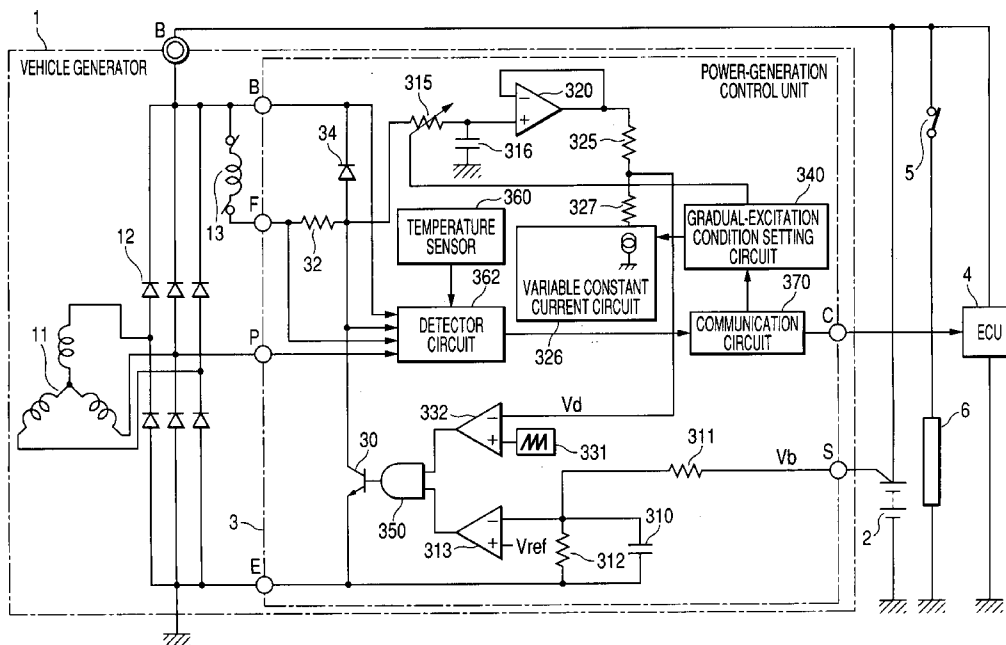 1
B
VEHICLE GENERATOR
POWER-GENERATION
CONTROL UNIT
B
315
320
34
316
325
5
340
360
327
F
13
32
TEMPERATURE
SENSOR
GRADUAL-EXCITATION
CONDITION SETTING
CIRCUIT
12
362
VARIABLE CONSTANT
CURRENT CIRCUIT
370
4
P
DETECTOR
CIRCUIT
326
COMMUNICATION
CIRCUIT
C
ECU
11
332
Vd
331
6
30
311
Vb
S
350
310
2
3
313
Vref
312
E